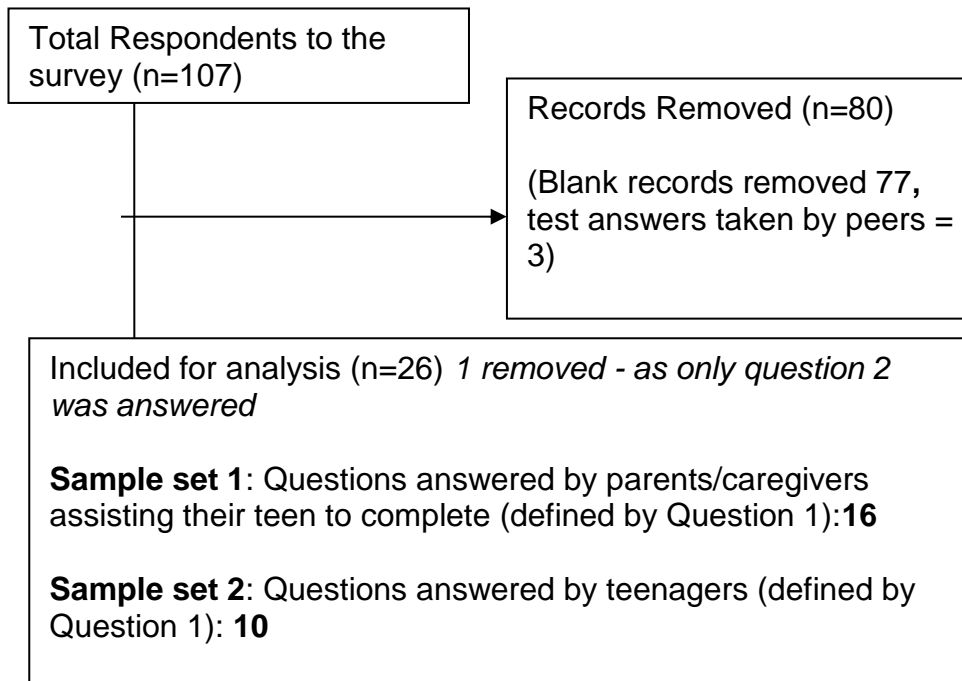 Total Respondents to the
survey (n=107)
Records Removed (n=80)
(Blank records removed 77,
test answers taken by peers =
3)
Included for analysis (n=26) 1 removed - as only question 2
was answered
Sample set 1: Questions answered by parents/caregivers
assisting their teen to complete (defined by Question 1):16
Sample set 2: Questions answered by teenagers (defined by
Question 1): 10